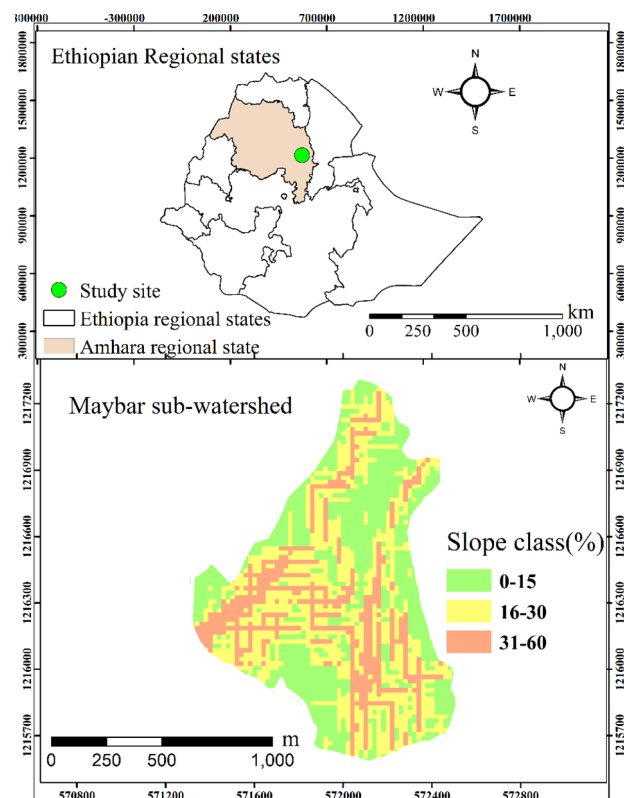 -300000 200000 7000000 1200000 1700000
Ethiopian Regional states
N
W E
S
1800000
1500000
1200000
900000
600000
300000
1800000
1500000
1200000
900000
600000
300000
Study site
Ethiopia regional states
Amhara regional state
km
0 250 500 1,000
Maybar sub-watershed
N
W E
S
1217200
1216900
1216600
1216300
1216000
1215700
1217200
1216900
1216600
1216300
1216000
1215700
Slope class(%)
0-15
16-30
31-60
m
0 250 500 1,000
570800 571200 571600 572000 572400 572800